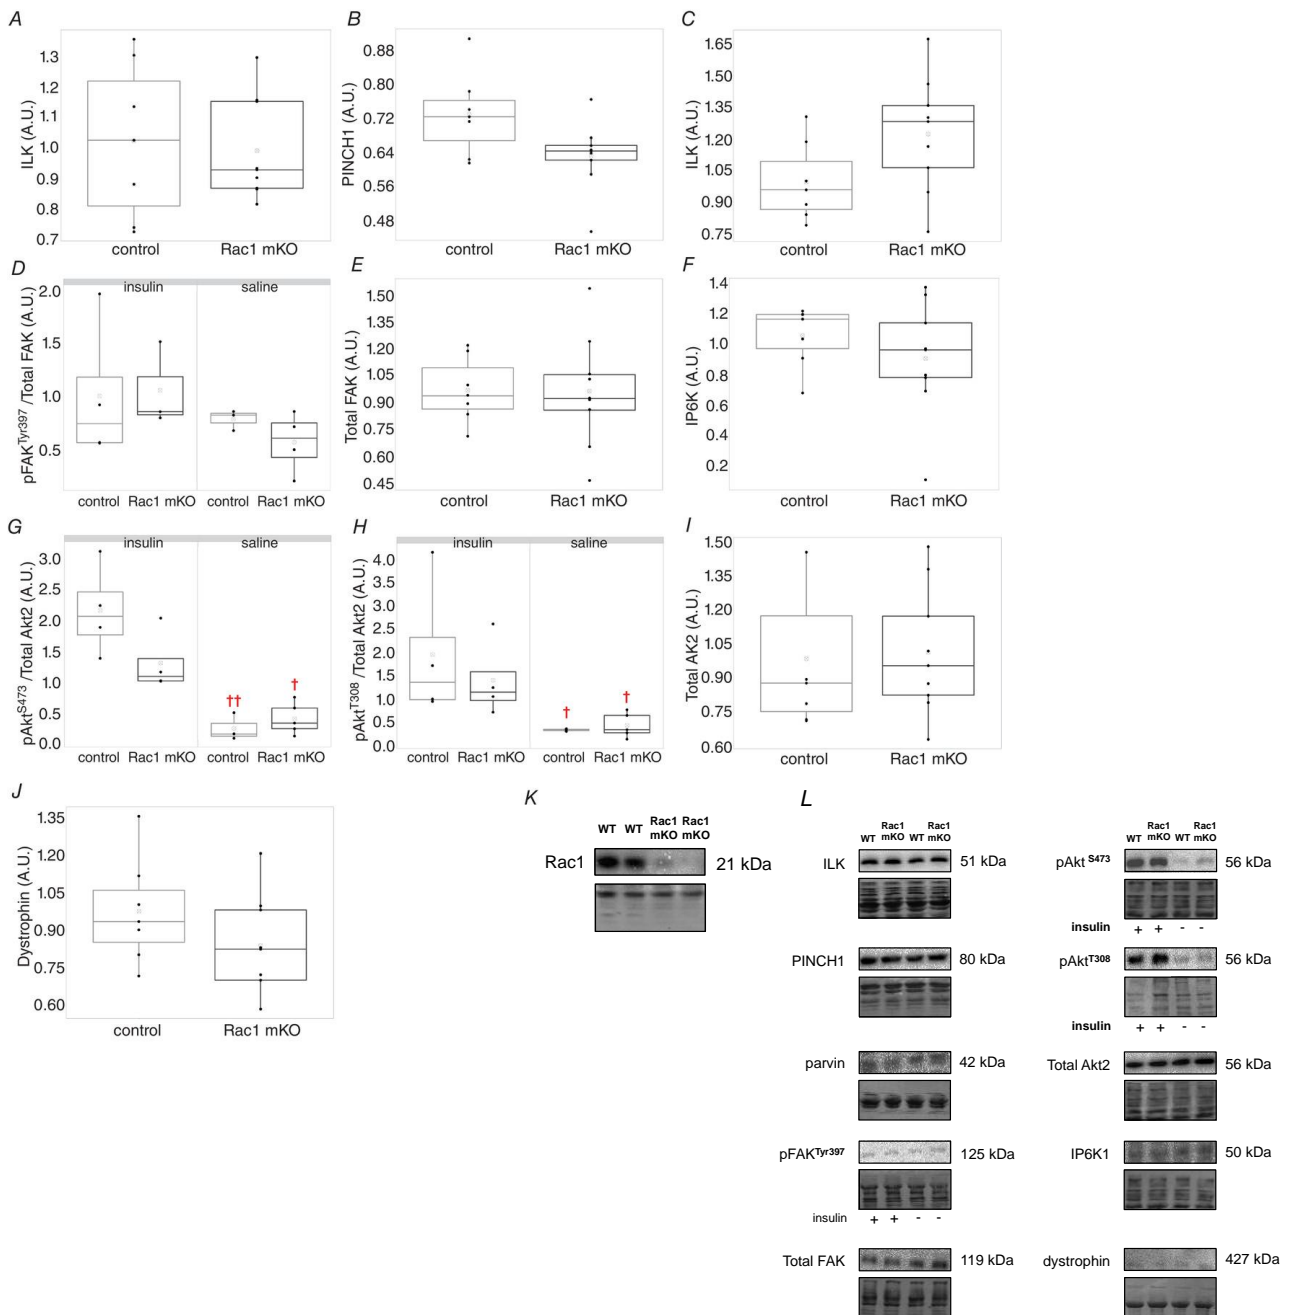 A
ILK (A.U.)
1.3
1.2
1.1
1.0
0.9
0.8
0.7
control
Rac1 mKO
B
PINCH1 (A.U.)
0.88
0.80
0.72
0.64
0.56
0.48
control
Rac1 mKO
C
ILK (A.U.)
1.65
1.50
1.35
1.20
1.05
0.90
0.75
control
Rac1 mKO
D
insulin
saline
pFAKTyr397 /Total FAK (A.U.)
2.0
1.5
1.0
0.5
control
Rac1 mKO
control
Rac1 mKO
E
Total FAK (A.U.)
1.50
1.35
1.20
1.05
0.90
0.75
0.60
0.45
control
Rac1 mKO
F
IP6K (A.U.)
1.4
1.2
1.0
0.8
0.6
0.4
0.2
control
Rac1 mKO
G
insulin
saline
pAktS473 /Total Akt2 (A.U.)
3.0
2.5
2.0
1.5
1.0
0.5
0.0
††
†
control
Rac1 mKO
control
Rac1 mKO
H
insulin
saline
pAktT308 /Total Akt2 (A.U.)
4.0
3.5
3.0
2.5
2.0
1.5
1.0
0.5
0.0
†
†
control
Rac1 mKO
control
Rac1 mKO
I
Total AK2 (A.U.)
1.50
1.35
1.20
1.05
0.90
0.75
0.60
control
Rac1 mKO
J
Dystrophin (A.U.)
1.35
1.20
1.05
0.90
0.75
0.60
control
Rac1 mKO
K
WT WT Rac1 mKO Rac1 mKO
Rac1
21 kDa
L
WT Rac1 mKO WT Rac1 mKO
ILK
51 kDa
PINCH1
80 kDa
parvin
42 kDa
pFAKTyr397
125 kDa
insulin + + - -
Total FAK
119 kDa
WT Rac1 mKO WT Rac1 mKO
pAkt S473
56 kDa
insulin + + - -
pAktT308
56 kDa
insulin + + - -
Total Akt2
56 kDa
IP6K1
50 kDa
dystrophin
427 kDa